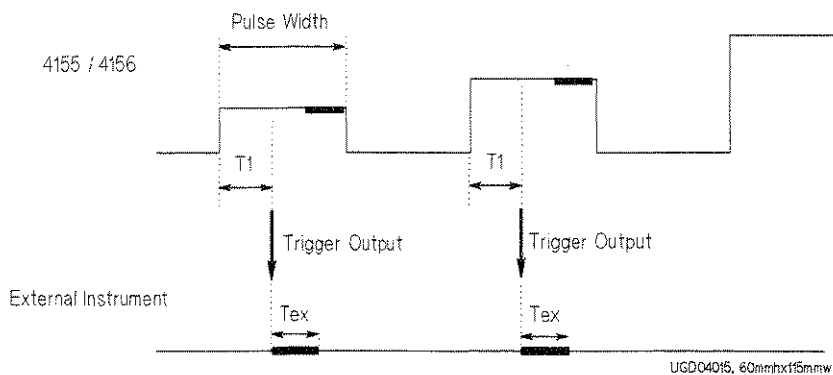 Pulse Width
4155 / 4156
T1
T1
Trigger Output
Trigger Output
External Instrument
Tex
Tex
UGD04015, 60mmhx115mmw